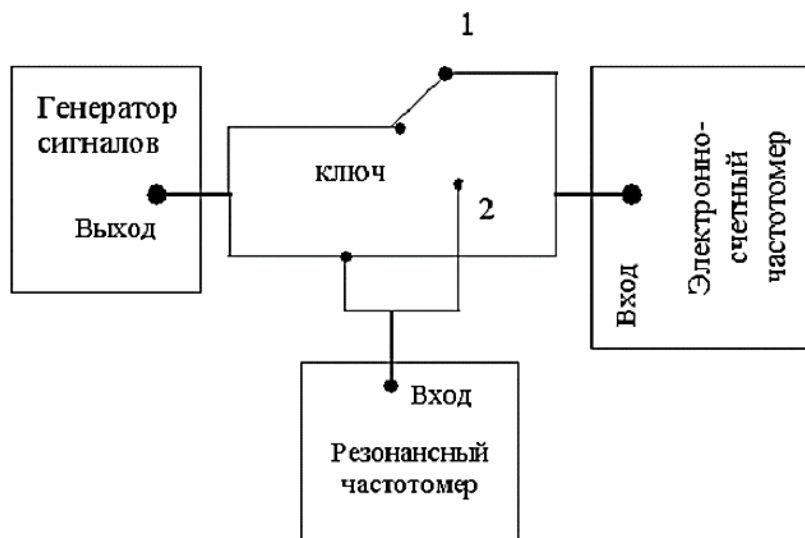 1
Генератор
сигналов
Выход
ключ
2
Электронно-
счетный
частотомер
Вход
Вход
Резонансный
частотомер